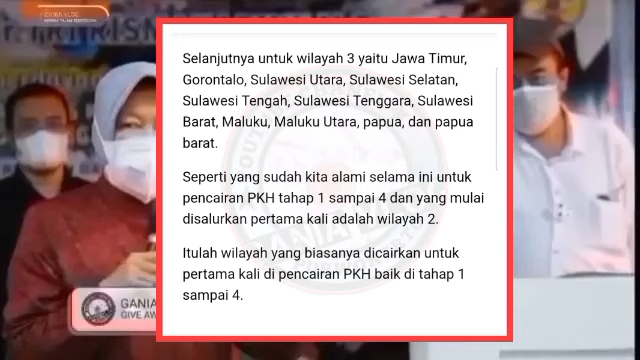 GANIA VLOG
Selanjutnya untuk wilayah 3 yaitu Jawa Timur,
Gorontalo, Sulawesi Utara, Sulawesi Selatan,
Sulawesi Tengah, Sulawesi Tenggara, Sulawesi
Barat, Maluku, Maluku Utara, papua, dan papua
barat.
Seperti yang sudah kita alami selama ini untuk
pencairan PKH tahap 1 sampai 4 dan yang mulai
disalurkan pertama kali adalah wilayah 2.
Itulah wilayah yang biasanya dicairkan untuk
pertama kali di pencairan PKH baik di tahap 1
sampai 4.
GANIA
GIVE AW